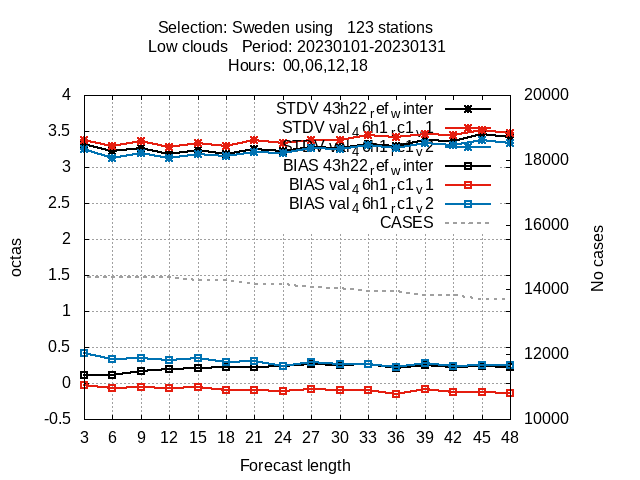 Selection: Sweden using   123 stations
Low clouds   Period: 20230101-20230131
Hours:  00,06,12,18
4
3.5
3
2.5
2
1.5
1
0.5
0
-0.5
octas
20000
18000
16000
14000
12000
10000
No cases
STDV 43h22_ref_winter
STDV val_46h1_rc1_v1
STDV val_46h1_rc1_v2
BIAS 43h22_ref_winter
BIAS val_46h1_rc1_v1
BIAS val_46h1_rc1_v2
CASES
3 6 9 12 15 18 21 24 27 30 33 36 39 42 45 48
Forecast length